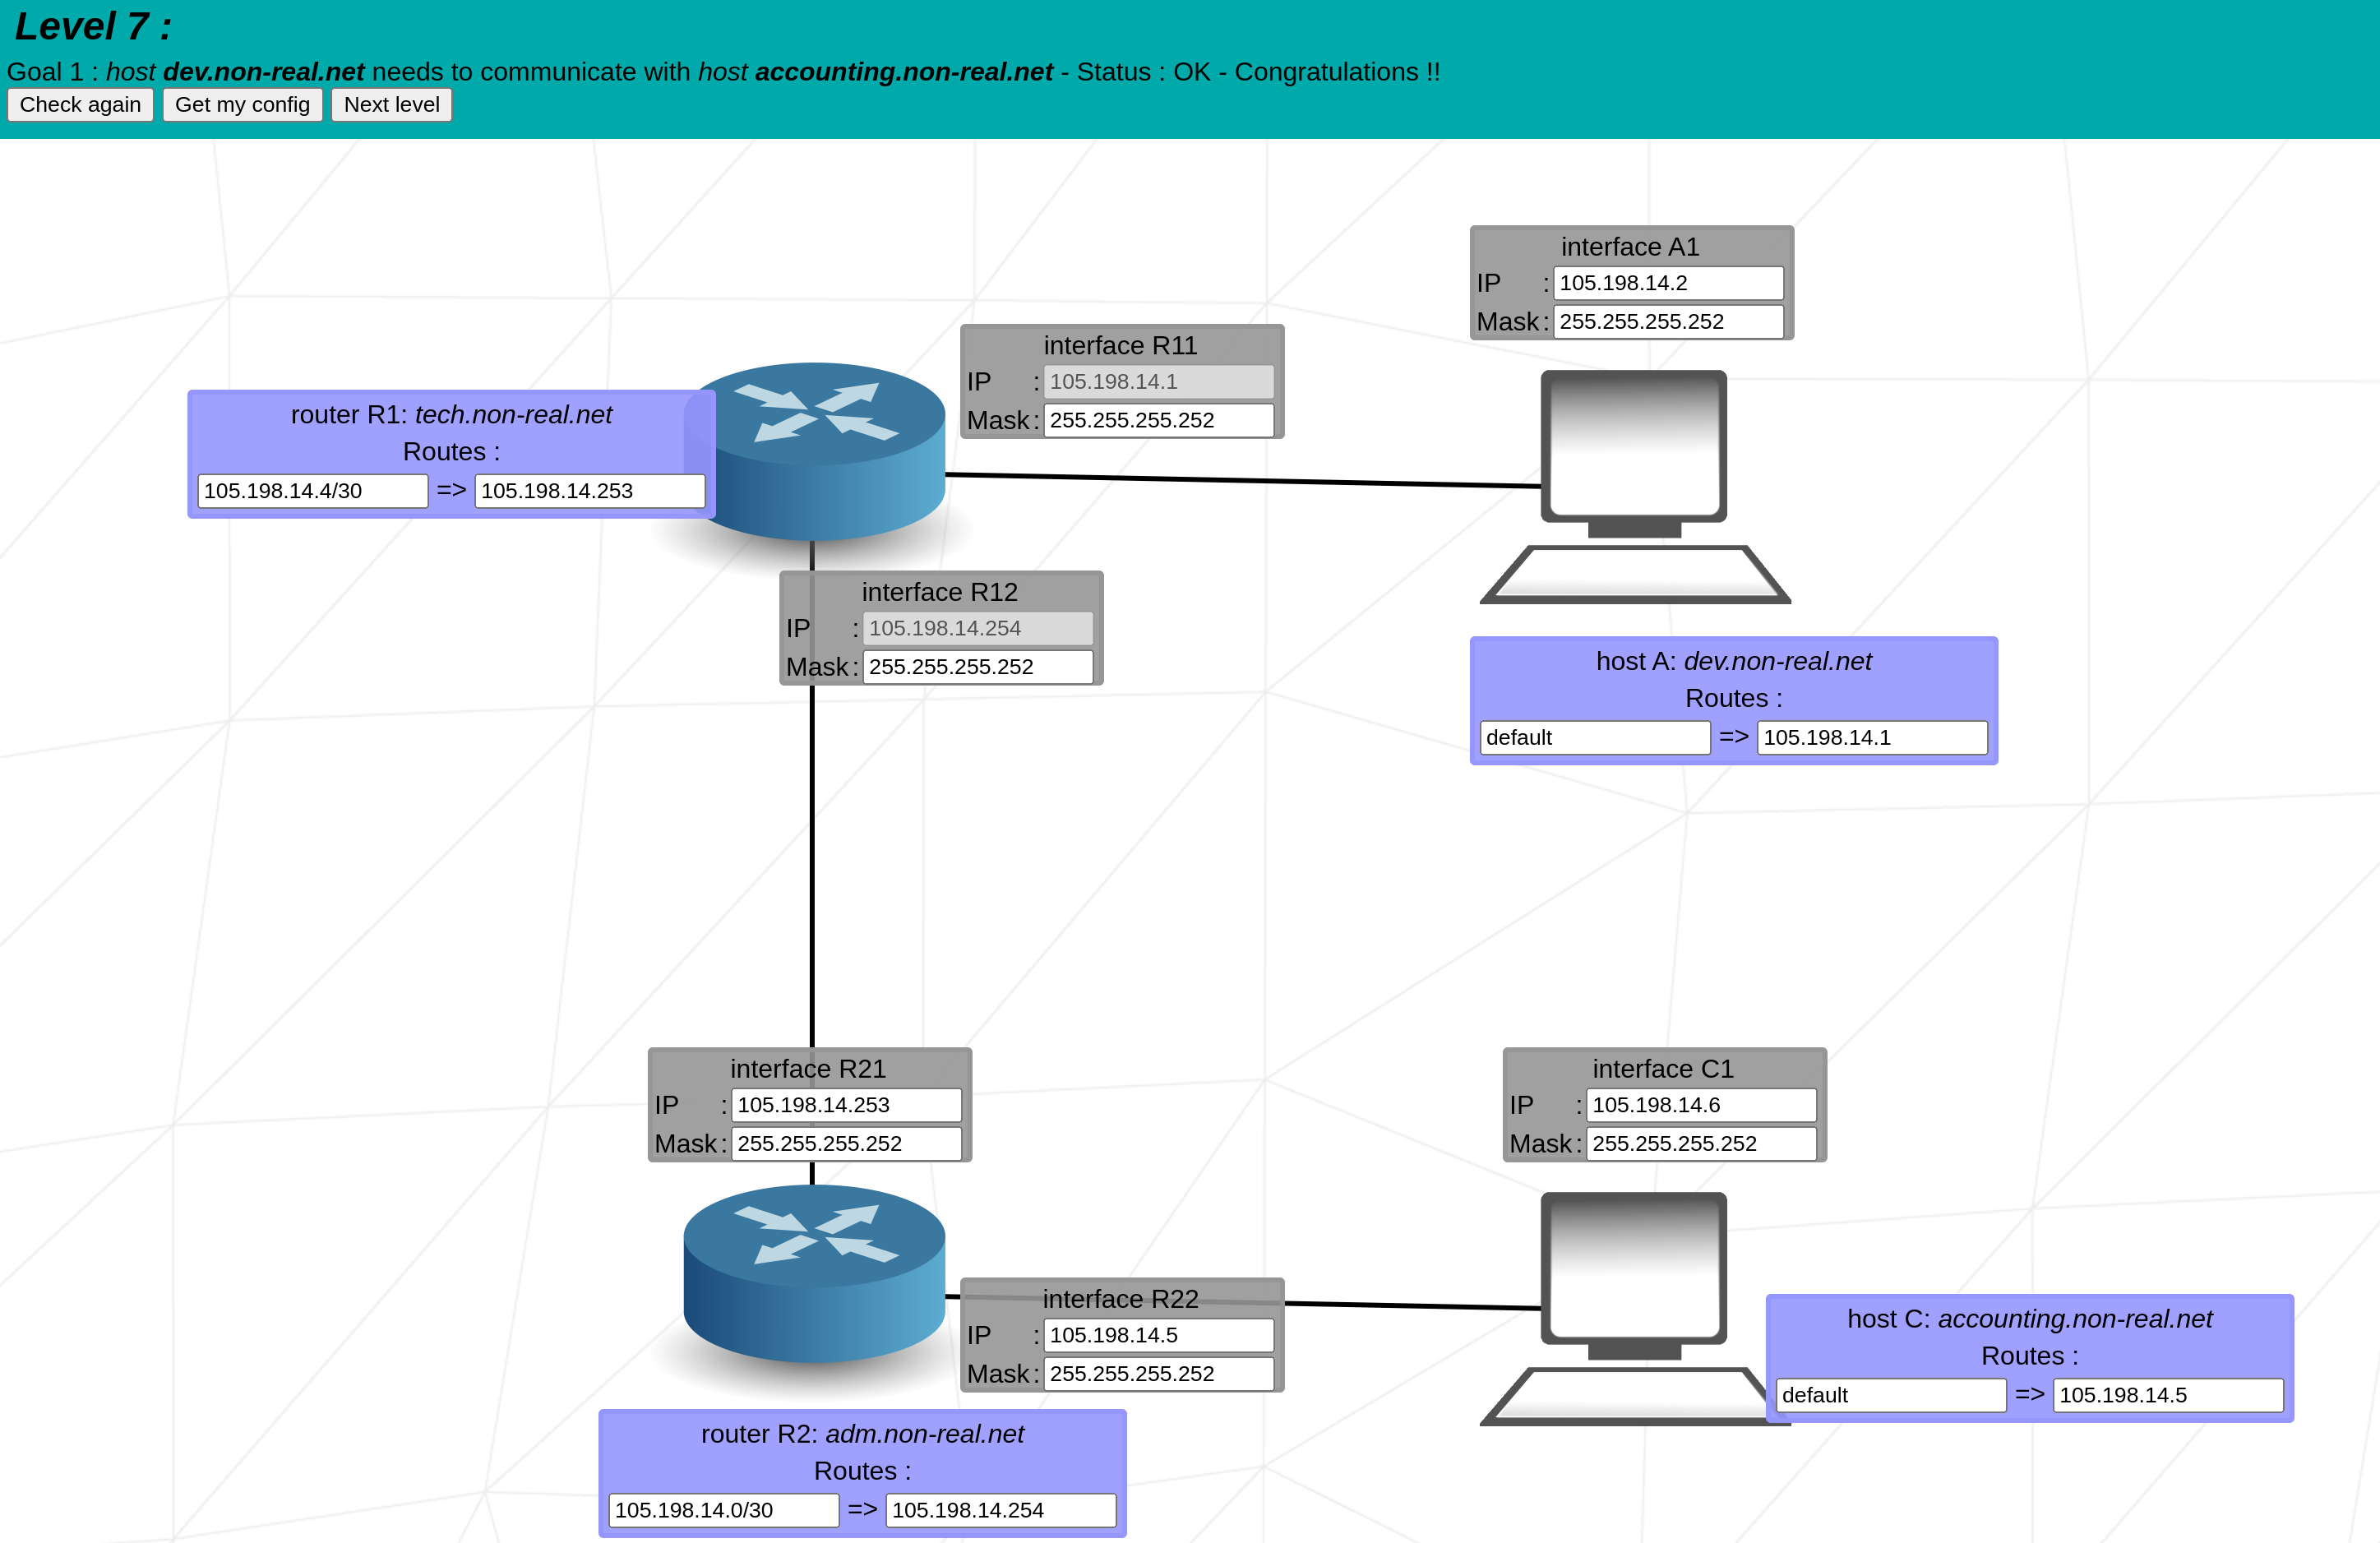 Level 7 :
Goal 1 : host dev.non-real.net needs to communicate with host accounting.non-real.net - Status : OK - Congratulations !!
Check again Get my config Next level
interface A1
IP : 105.198.14.2
Mask : 255.255.255.252
interface R11
IP : 105.198.14.1
Mask : 255.255.255.252
router R1: tech.non-real.net
Routes :
105.198.14.4/30 => 105.198.14.253
interface R12
IP : 105.198.14.254
Mask : 255.255.255.252
host A: dev.non-real.net
Routes :
default => 105.198.14.1
interface R21
IP : 105.198.14.253
Mask : 255.255.255.252
interface C1
IP : 105.198.14.6
Mask : 255.255.255.252
interface R22
IP : 105.198.14.5
Mask : 255.255.255.252
host C: accounting.non-real.net
Routes :
default => 105.198.14.5
router R2: adm.non-real.net
Routes :
105.198.14.0/30 => 105.198.14.254